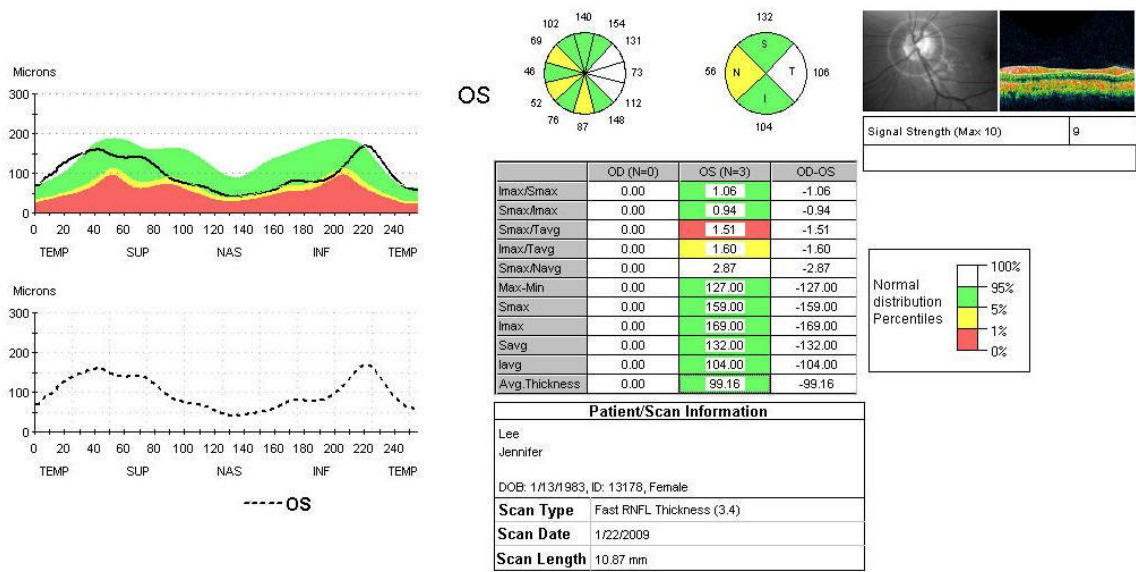 Microns
300
200
100
0
0 20 40 60 80 100 120 140 160 180 200 220 240
TEMP SUP NAS INF TEMP
Microns
300
200
100
0
0 20 40 60 80 100 120 140 160 180 200 220 240
TEMP SUP NAS INF TEMP
OS
OS
140
102 154
69 131
46 73
52 112
76 148
87
132
S
56 N T 106
I
104
Signal Strength (Max 10) 9
OD (N=0) OS (N=3) OD-OS
Imax/Smax 0.00 1.06 -1.06
Smax/Imax 0.00 0.94 -0.94
Smax/Tavg 0.00 1.51 -1.51
Imax/Tavg 0.00 1.60 -1.60
Smax/Navg 0.00 2.87 -2.87
Max-Min 0.00 127.00 -127.00
Smax 0.00 159.00 -159.00
Imax 0.00 169.00 -169.00
Savg 0.00 132.00 -132.00
Iavg 0.00 104.00 -104.00
Avg.Thickness 0.00 99.16 -99.16
Normal
distribution
Percentiles
100%
95%
5%
1%
0%
Patient/Scan Information
Lee
Jennifer
DOB: 1/13/1983, ID: 13178, Female
Scan Type Fast RNFL Thickness (3.4)
Scan Date 1/22/2009
Scan Length 10.87 mm